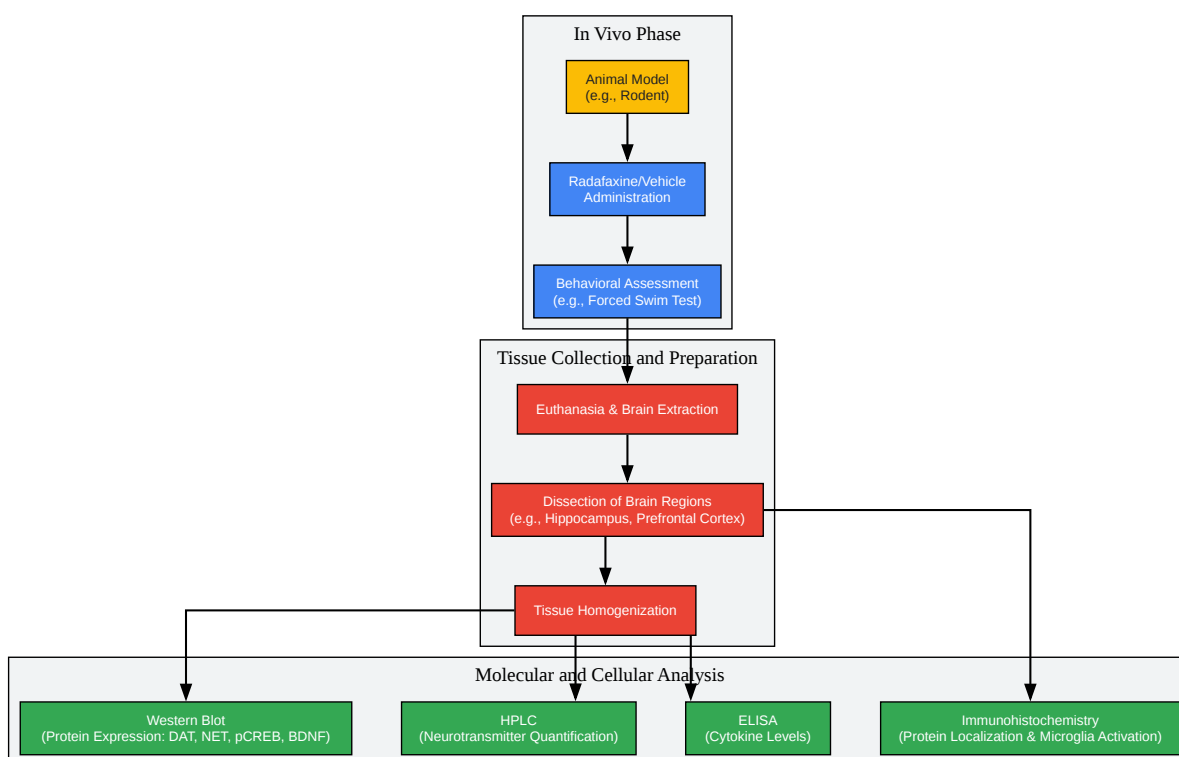 In Vivo Phase
Animal Model
(e.g., Rodent)
Radafaxine/Vehicle
Administration
Behavioral Assessment
(e.g., Forced Swim Test)
Tissue Collection and Preparation
Euthanasia & Brain Extraction
Dissection of Brain Regions
(e.g., Hippocampus, Prefrontal Cortex)
Tissue Homogenization
Molecular and Cellular Analysis
Western Blot
(Protein Expression: DAT, NET, pCREB, BDNF)
HPLC
(Neurotransmitter Quantification)
ELISA
(Cytokine Levels)
Immunohistochemistry
(Protein Localization & Microglia Activation)